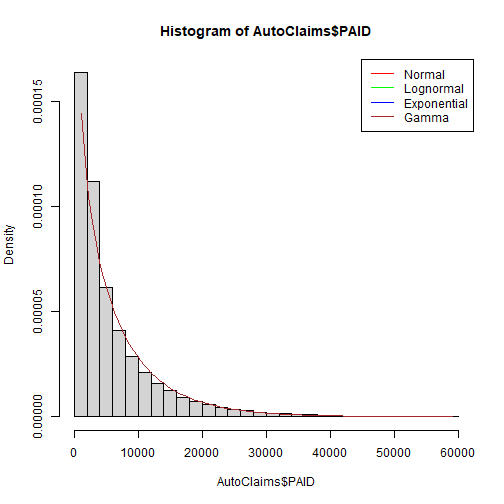 Histogram of AutoClaims$PAID
Normal
Lognormal
Exponential
Gamma
Density
0.00015
0.00010
0.00005
0.00000
0 10000 20000 30000 40000 50000 60000
AutoClaims$PAID